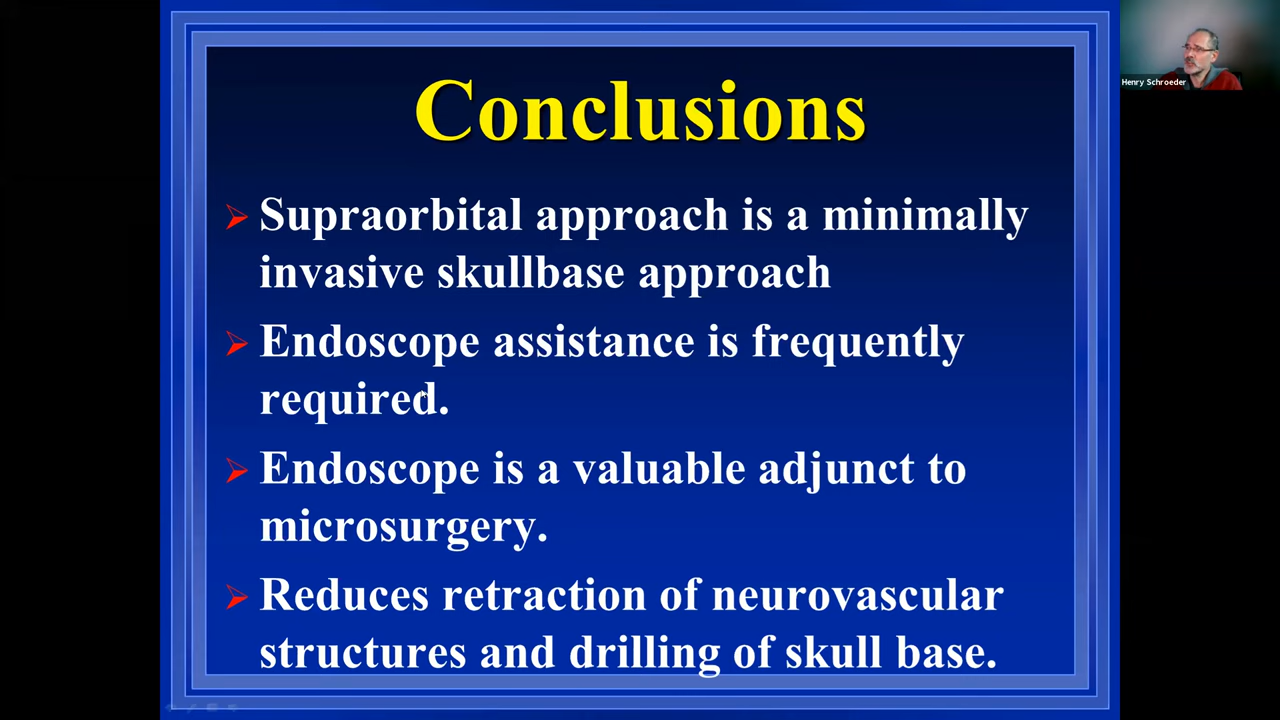 Conclusions
Supraorbital approach is a minimally
invasive skullbase approach
Endoscope assistance is frequently
required.
Endoscope is a valuable adjunct to
microsurgery.
Reduces retraction of neurovascular
structures and drilling of skull base.
Henry Schroeder